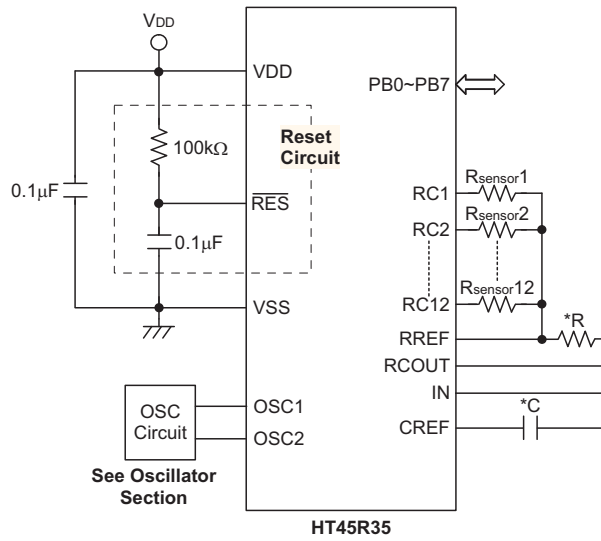 VDD
VDD
PB0~PB7
Reset
Circuit
100kΩ
0.1μF
RES
0.1μF
RC1
Rsensor1
RC2
Rsensor2
RC12
Rsensor12
VSS
RREF
*R
RCOUT
IN
CREF
*C
OSC
Circuit
OSC1
OSC2
See Oscillator
Section
HT45R35